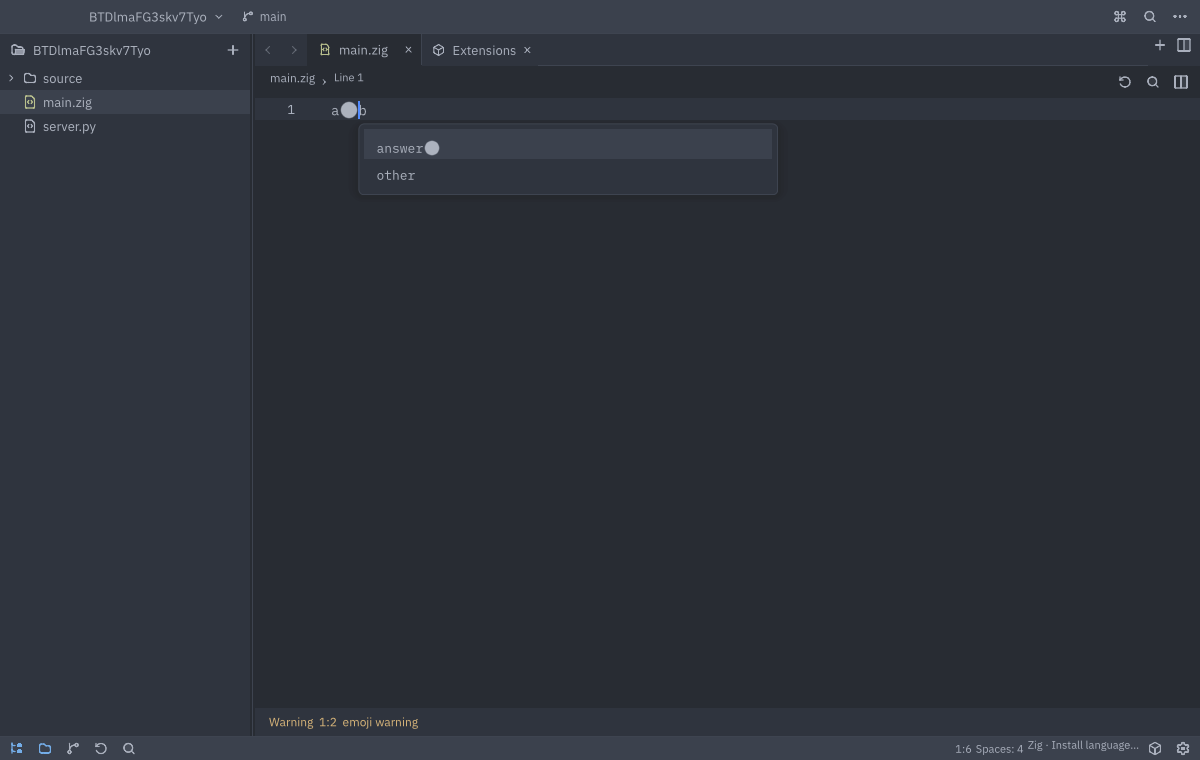 BTDlmaFG3skv7Tyo main
BTDlmaFG3skv7Tyo
source
main.zig
server.py
main.zig Extensions
main.zig › Line 1
1 a⚫b
answer⚫
other
Warning 1:2 emoji warning
1:6 Spaces: 4 Zig · Install language...